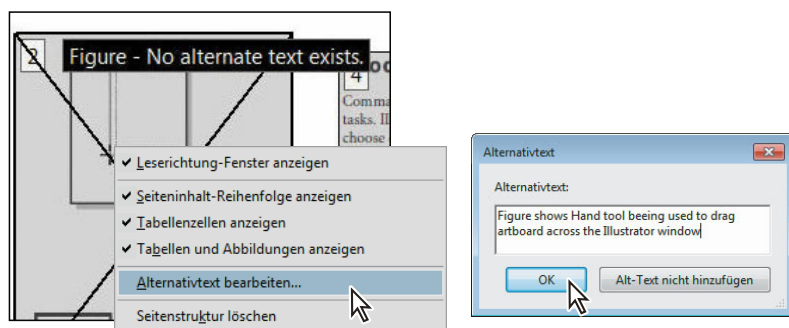 2
Figure - No alternate text exists.
4
Comma
tasks. Il
choose
Leserichtung-Fenster anzeigen
Seiteninhalt-Reihenfolge anzeigen
Tabellenzellen anzeigen
Tabellen und Abbildungen anzeigen
Alternativtext bearbeiten...
Seitenstruktur löschen
Alternativtext
Alternativtext:
Figure shows Hand tool beeing used to drag
artboard across the Illustrator window
OK
Alt-Text nicht hinzufügen